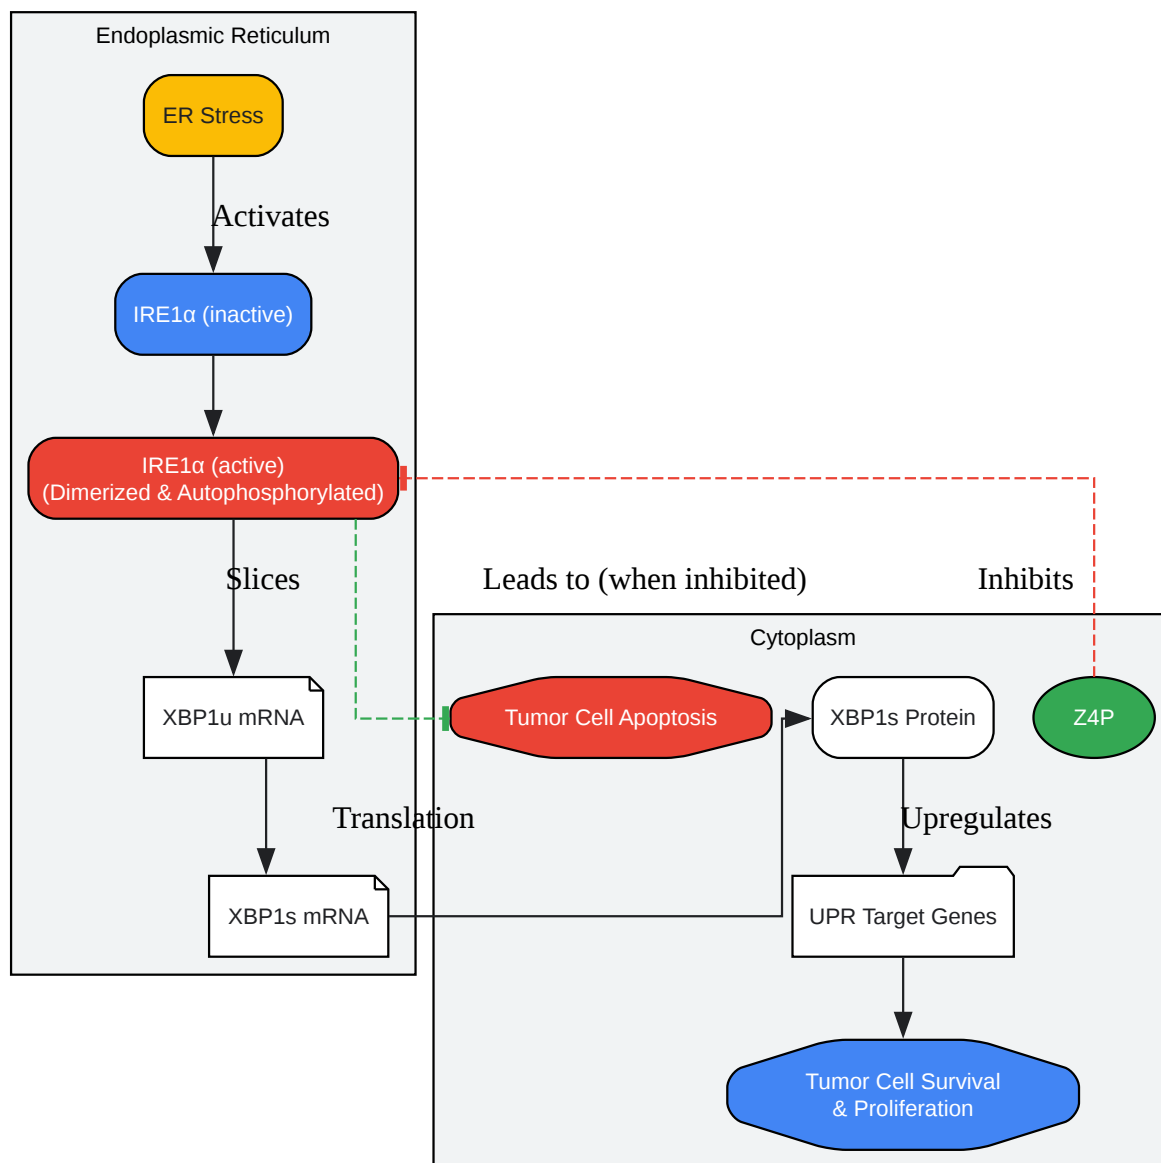 Endoplasmic Reticulum
ER Stress
Activates
IRE1α (inactive)
IRE1α (active)
(Dimerized & Autophosphorylated)
Slices
Leads to (when inhibited)
Inhibits
Cytoplasm
XBP1u mRNA
Tumor Cell Apoptosis
XBP1s Protein
Z4P
Translation
Upregulates
XBP1s mRNA
UPR Target Genes
Tumor Cell Survival
& Proliferation